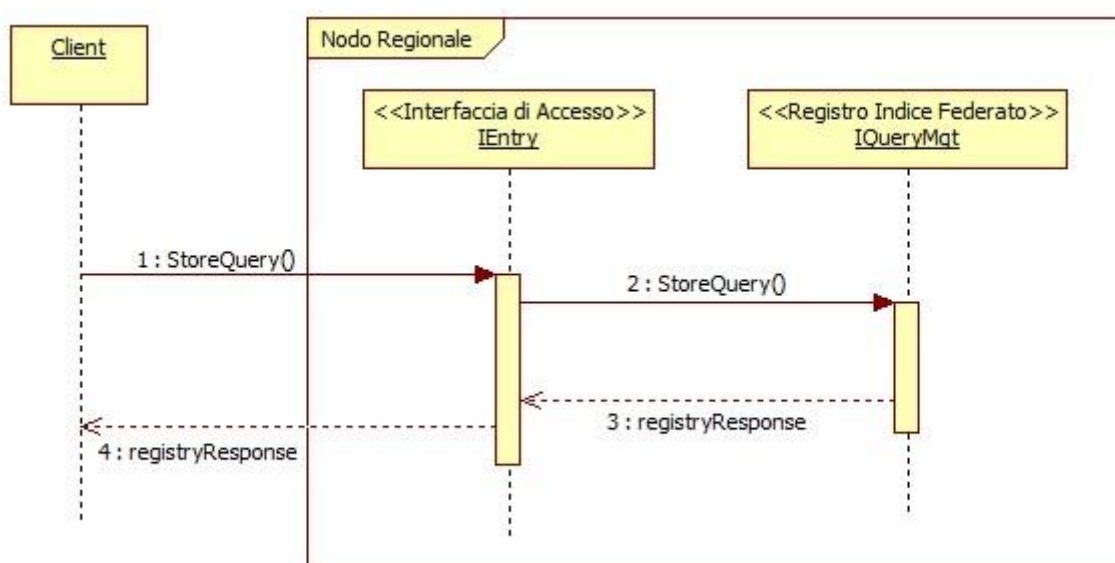 Client
Nodo Regionale
<<Interfaccia di Accesso>>
IEntry
<<Registro Indice Federato>>
IQueryMgt
1 : StoreQuery()
2 : StoreQuery()
3 : registryResponse
4 : registryResponse